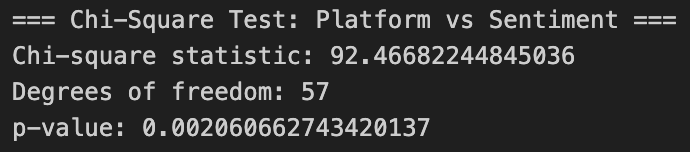 === Chi-Square Test: Platform vs Sentiment ===
Chi-square statistic: 92.46682244845036
Degrees of freedom: 57
p-value: 0.002060662743420137